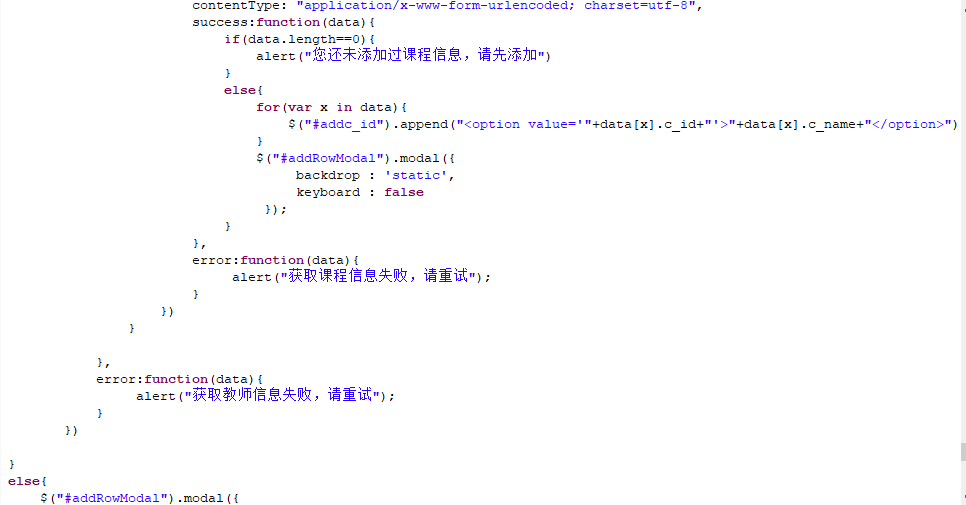 contentType: "application/x-www-form-urlencoded; charset=utf-8",
success:function(data){
if(data.length==0){
alert("您还未添加过课程信息，请先添加")
}
else{
for(var x in data){
$("#addc_id").append("<option value='"+data[x].c_id+"'>"+data[x].c_name+"</option>")
}
$("#addRowModal").modal({
backdrop : 'static',
keyboard : false
});
}
},
error:function(data){
alert("获取课程信息失败，请重试");
}
})
}
},
error:function(data){
alert("获取教师信息失败，请重试");
}
})
}
else{
$("#addRowModal").modal({